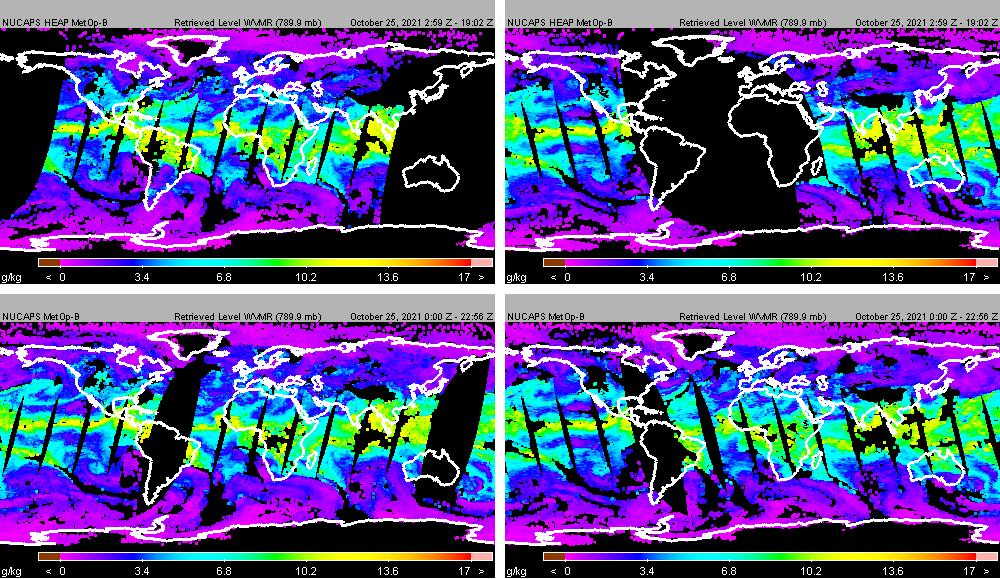 NUCAPS HEAP MetOp-B Retrieved Level WVMR (789.9 mb) October 25, 2021 2:59 Z - 19:02 Z
NUCAPS HEAP MetOp-B Retrieved Level WVMR (789.9 mb) October 25, 2021 2:59 Z - 19:02 Z
g/kg < 0 3.4 6.8 10.2 13.6 17 >
g/kg < 0 3.4 6.8 10.2 13.6 17 >
NUCAPS MetOp-B Retrieved Level WVMR (789.9 mb) October 25, 2021 0:00 Z - 22:56 Z
NUCAPS MetOp-B Retrieved Level WVMR (789.9 mb) October 25, 2021 0:00 Z - 22:56 Z
g/kg < 0 3.4 6.8 10.2 13.6 17 >
g/kg < 0 3.4 6.8 10.2 13.6 17 >